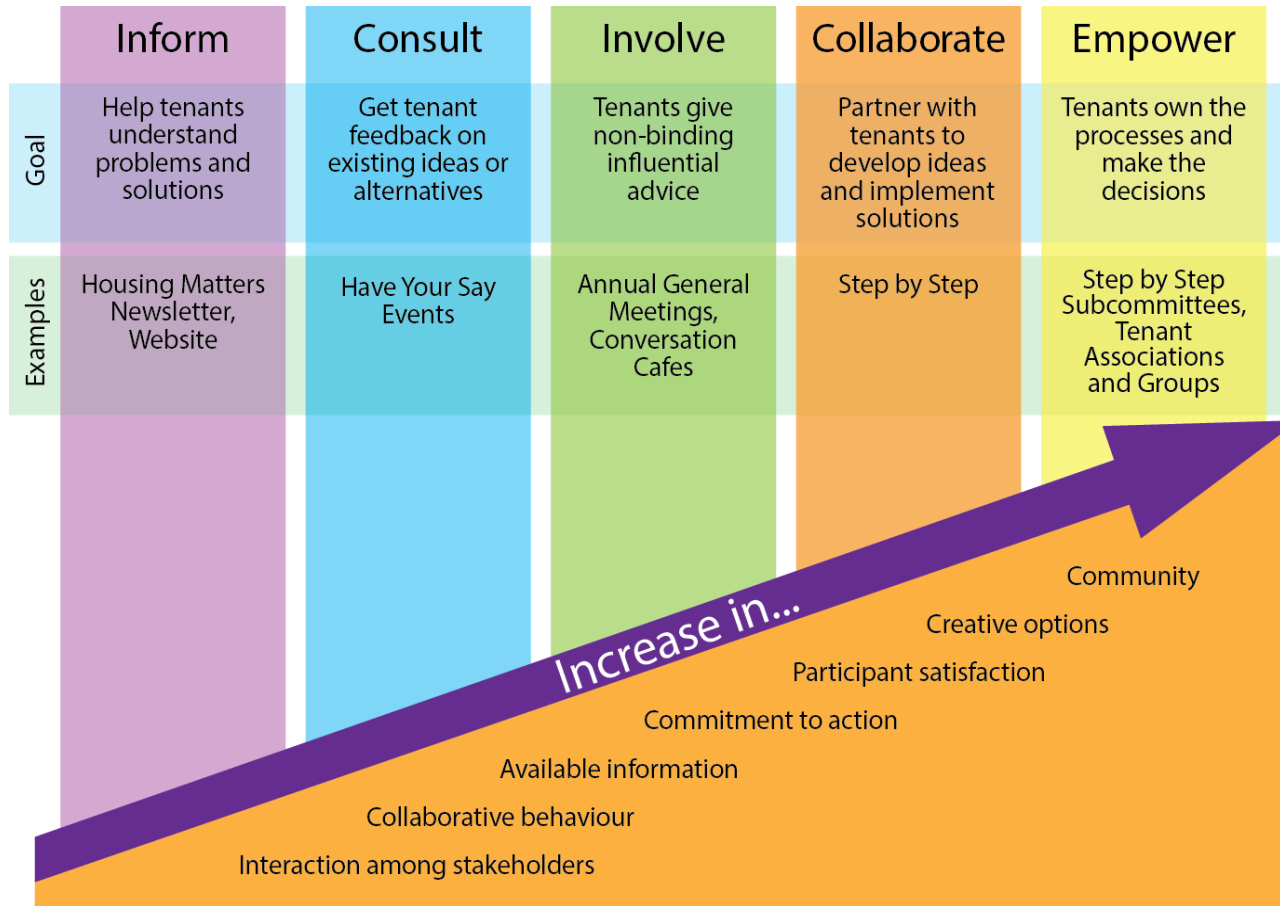 Inform
Consult
Involve
Collaborate
Empower
Goal
Help tenants
understand
problems and
solutions
Get tenant
feedback on
existing ideas or
alternatives
Tenants give
non-binding
influential
advice
Partner with
tenants to
develop ideas
and implement
solutions
Tenants own the
processes and
make the
decisions
Examples
Housing Matters
Newsletter,
Website
Have Your Say
Events
Annual General
Meetings,
Conversation
Cafes
Step by Step
Step by Step
Subcommittees,
Tenant
Associations
and Groups
Increase in...
Community
Creative options
Participant satisfaction
Commitment to action
Available information
Collaborative behaviour
Interaction among stakeholders